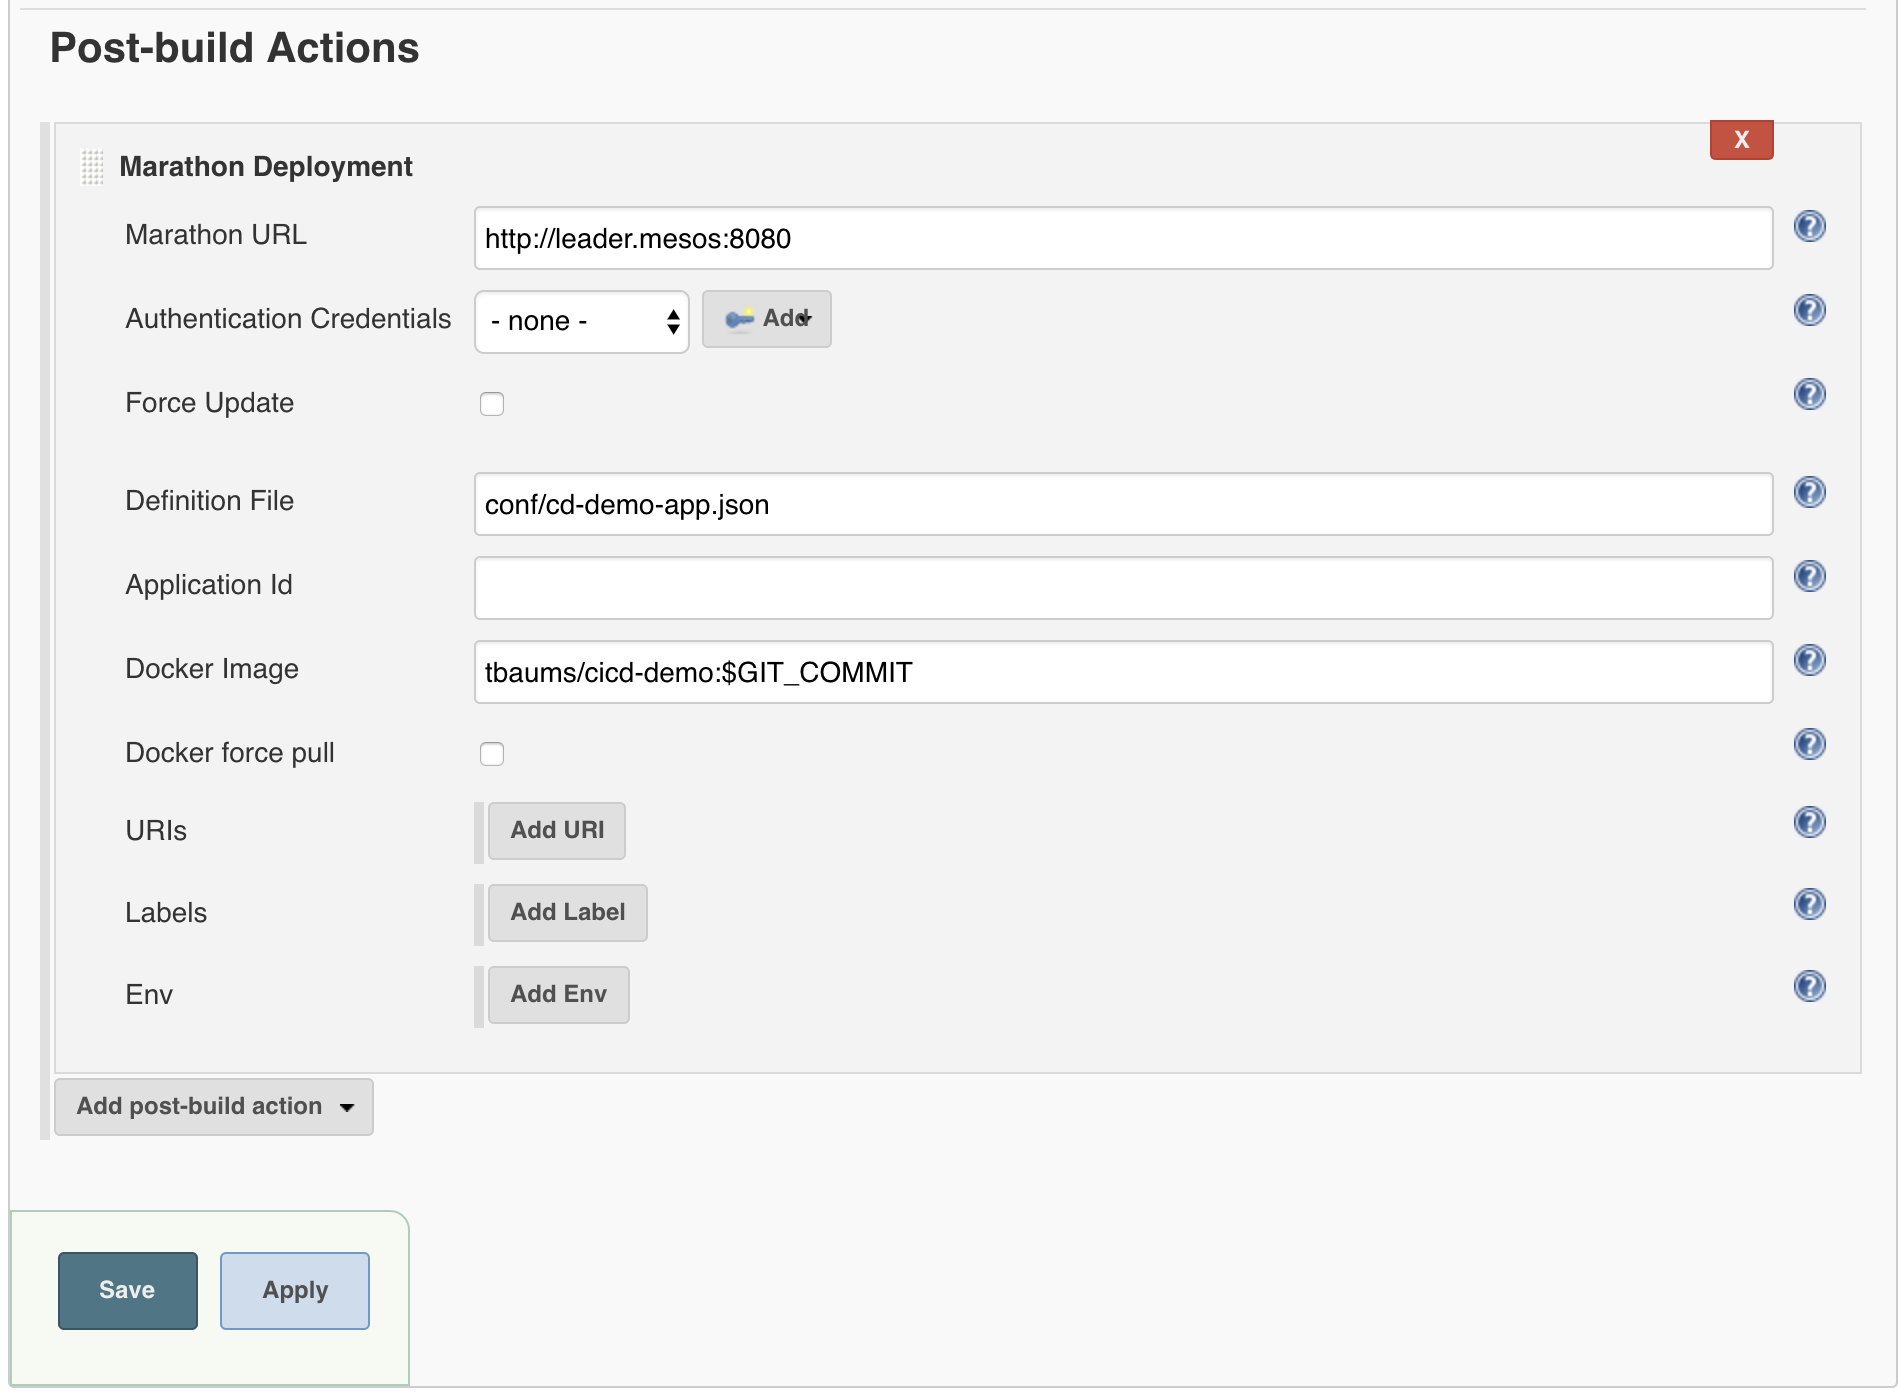 Post-build Actions
X
Marathon Deployment
Marathon URL
http://leader.mesos:8080
Authentication Credentials
- none -
Add
Force Update
Definition File
conf/cd-demo-app.json
Application Id
Docker Image
tbaums/cicd-demo:$GIT_COMMIT
Docker force pull
URIs
Add URI
Labels
Add Label
Env
Add Env
Add post-build action
Save
Apply